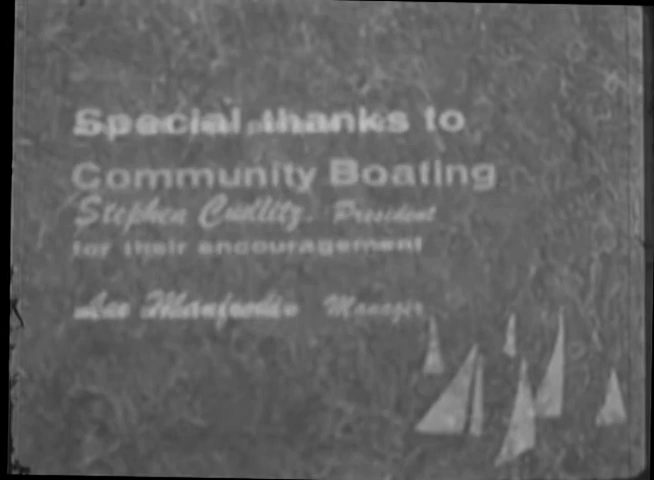 Special thanks to
Community Boating
Stephen Cudlitz, President
for their encouragement
Manager